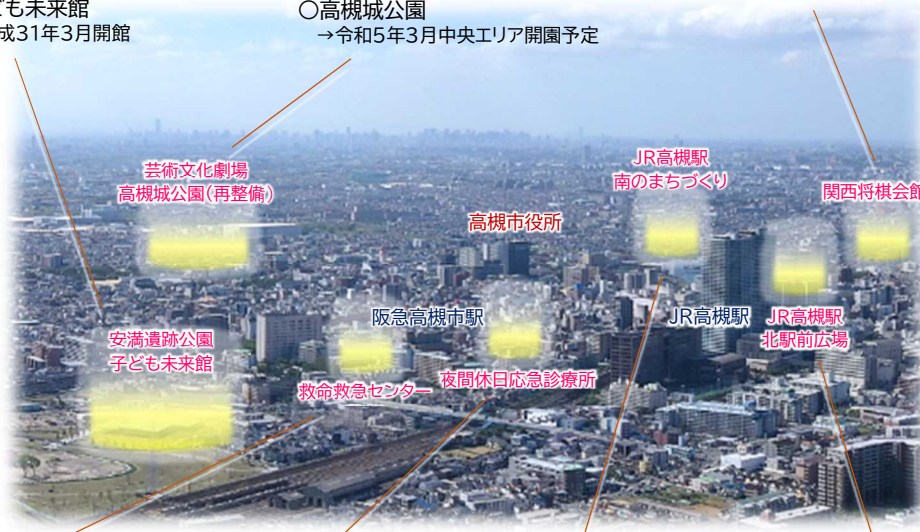 も未来館
成31年3月開館
○高槻城公園
→令和5年3月中央エリア開園予定
芸術文化劇場
高槻城公園(再整備)
JR高槻駅
南のまちづくり
関西将棋会館
高槻市役所
阪急高槻市駅
JR高槻駅
JR高槻駅
北駅前広場
安満遺跡公園
子ども未来館
救命救急センター
夜間休日応急診療所